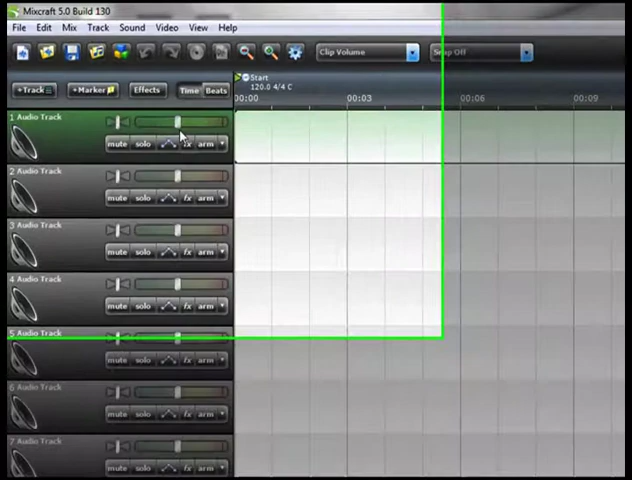 Mixcraft 5.0 Build 130
File Edit Mix Track Sound Video View Help
Clip Volume Snap Off
+Track +Marker Effects Time Beats
Start
120.0 4/4 C
00:00 00:03 00:06 00:09
1 Audio Track
mute solo fx arm
2 Audio Track
mute solo fx arm
3 Audio Track
mute solo fx arm
4 Audio Track
mute solo fx arm
5 Audio Track
mute solo fx arm
6 Audio Track
mute solo fx arm
7 Audio Track
mute solo fx arm